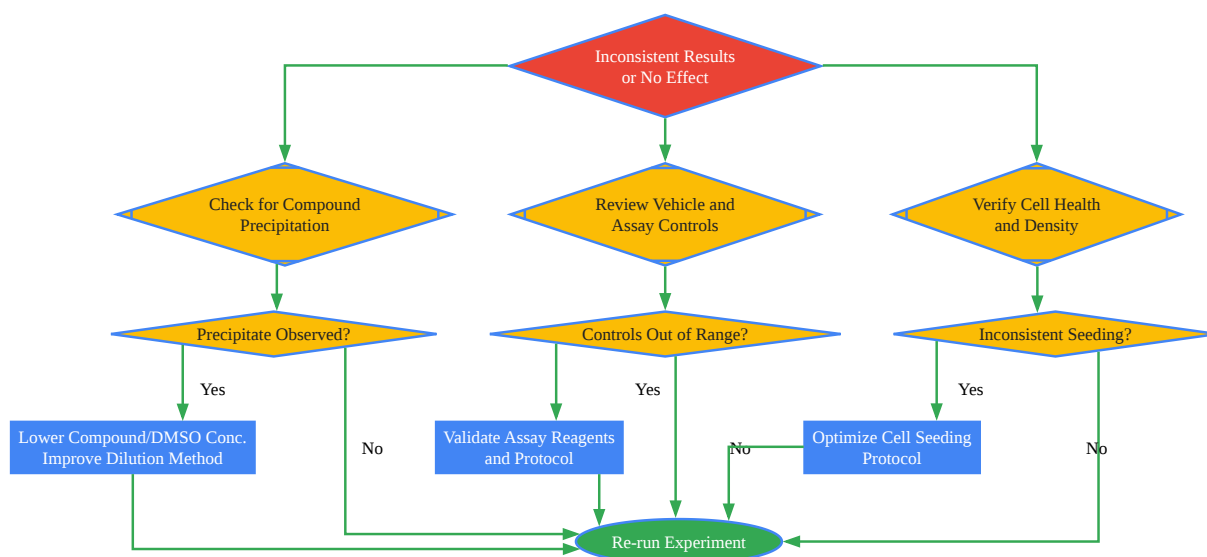 Inconsistent Results
or No Effect
Check for Compound
Precipitation
Review Vehicle and
Assay Controls
Verify Cell Health
and Density
Precipitate Observed?
Controls Out of Range?
Inconsistent Seeding?
Yes
Yes
Yes
Lower Compound/DMSO Conc.
Improve Dilution Method
No
Validate Assay Reagents
and Protocol
No
Optimize Cell Seeding
Protocol
No
Re-run Experiment